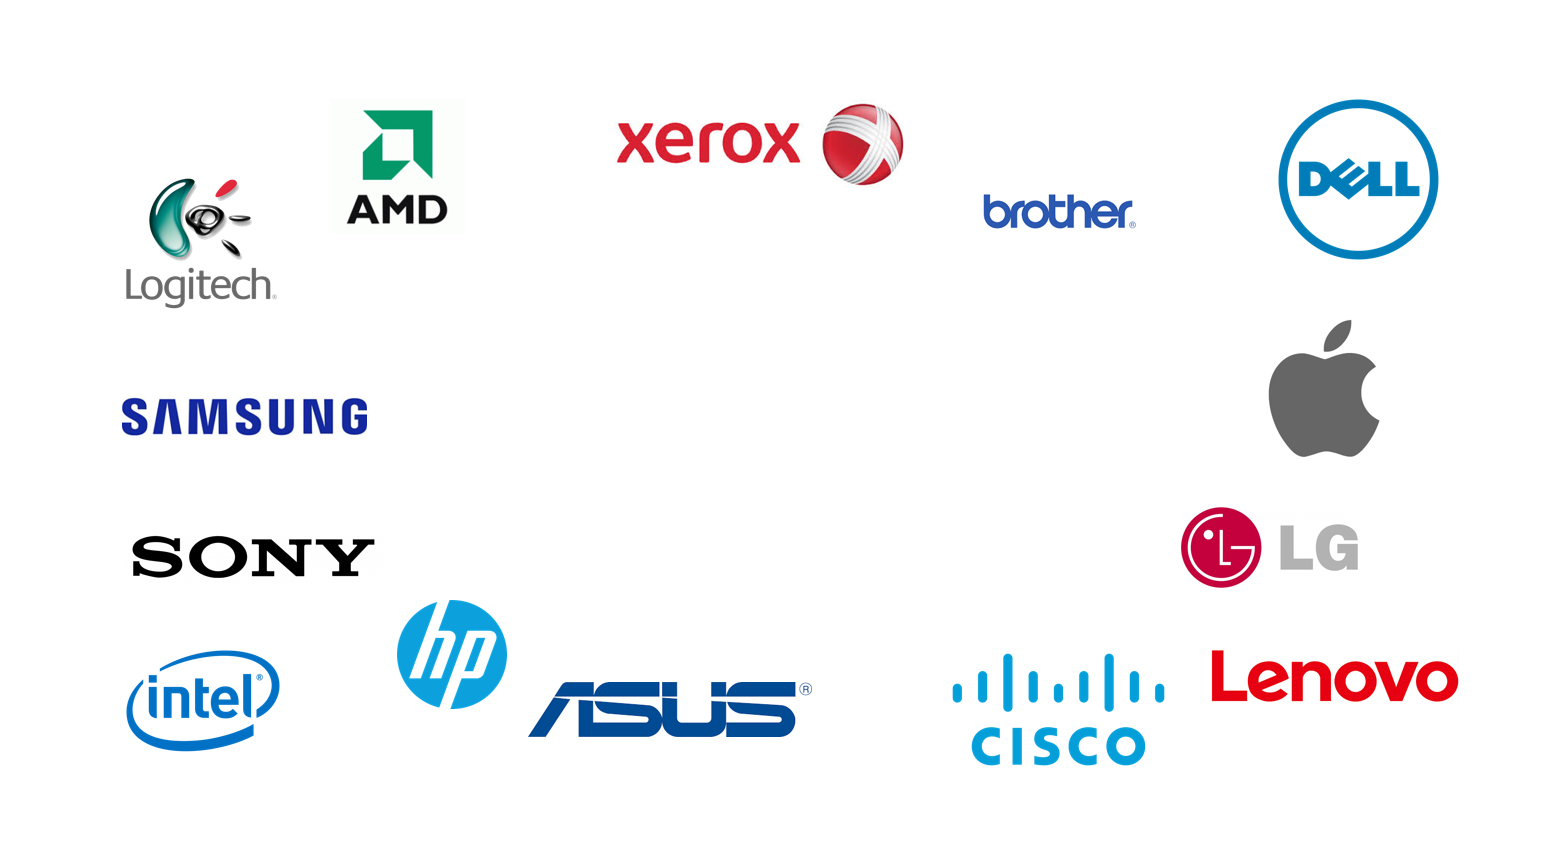 AMD
xerox
brother®
DELL
Logitech®
SAMSUNG
SONY
LG
hp
intel®
ASUS®
CISCO
Lenovo